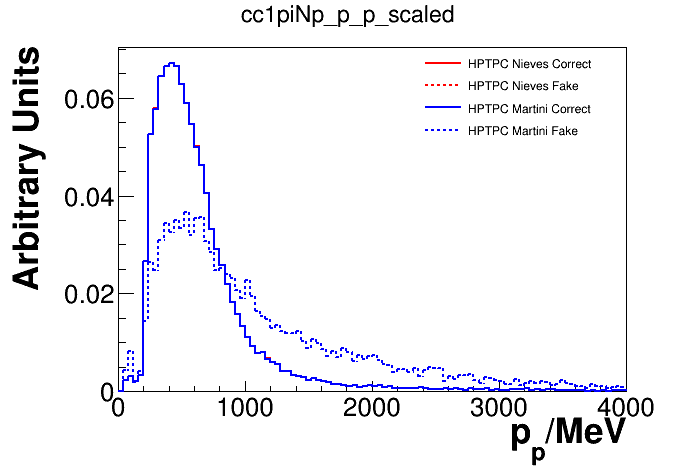 cc1piNp_p_p_scaled
Arbitrary Units
HPTPC Nieves Correct
HPTPC Nieves Fake
HPTPC Martini Correct
HPTPC Martini Fake
0.06
0.04
0.02
0
0 1000 2000 3000 4000
p_p/MeV